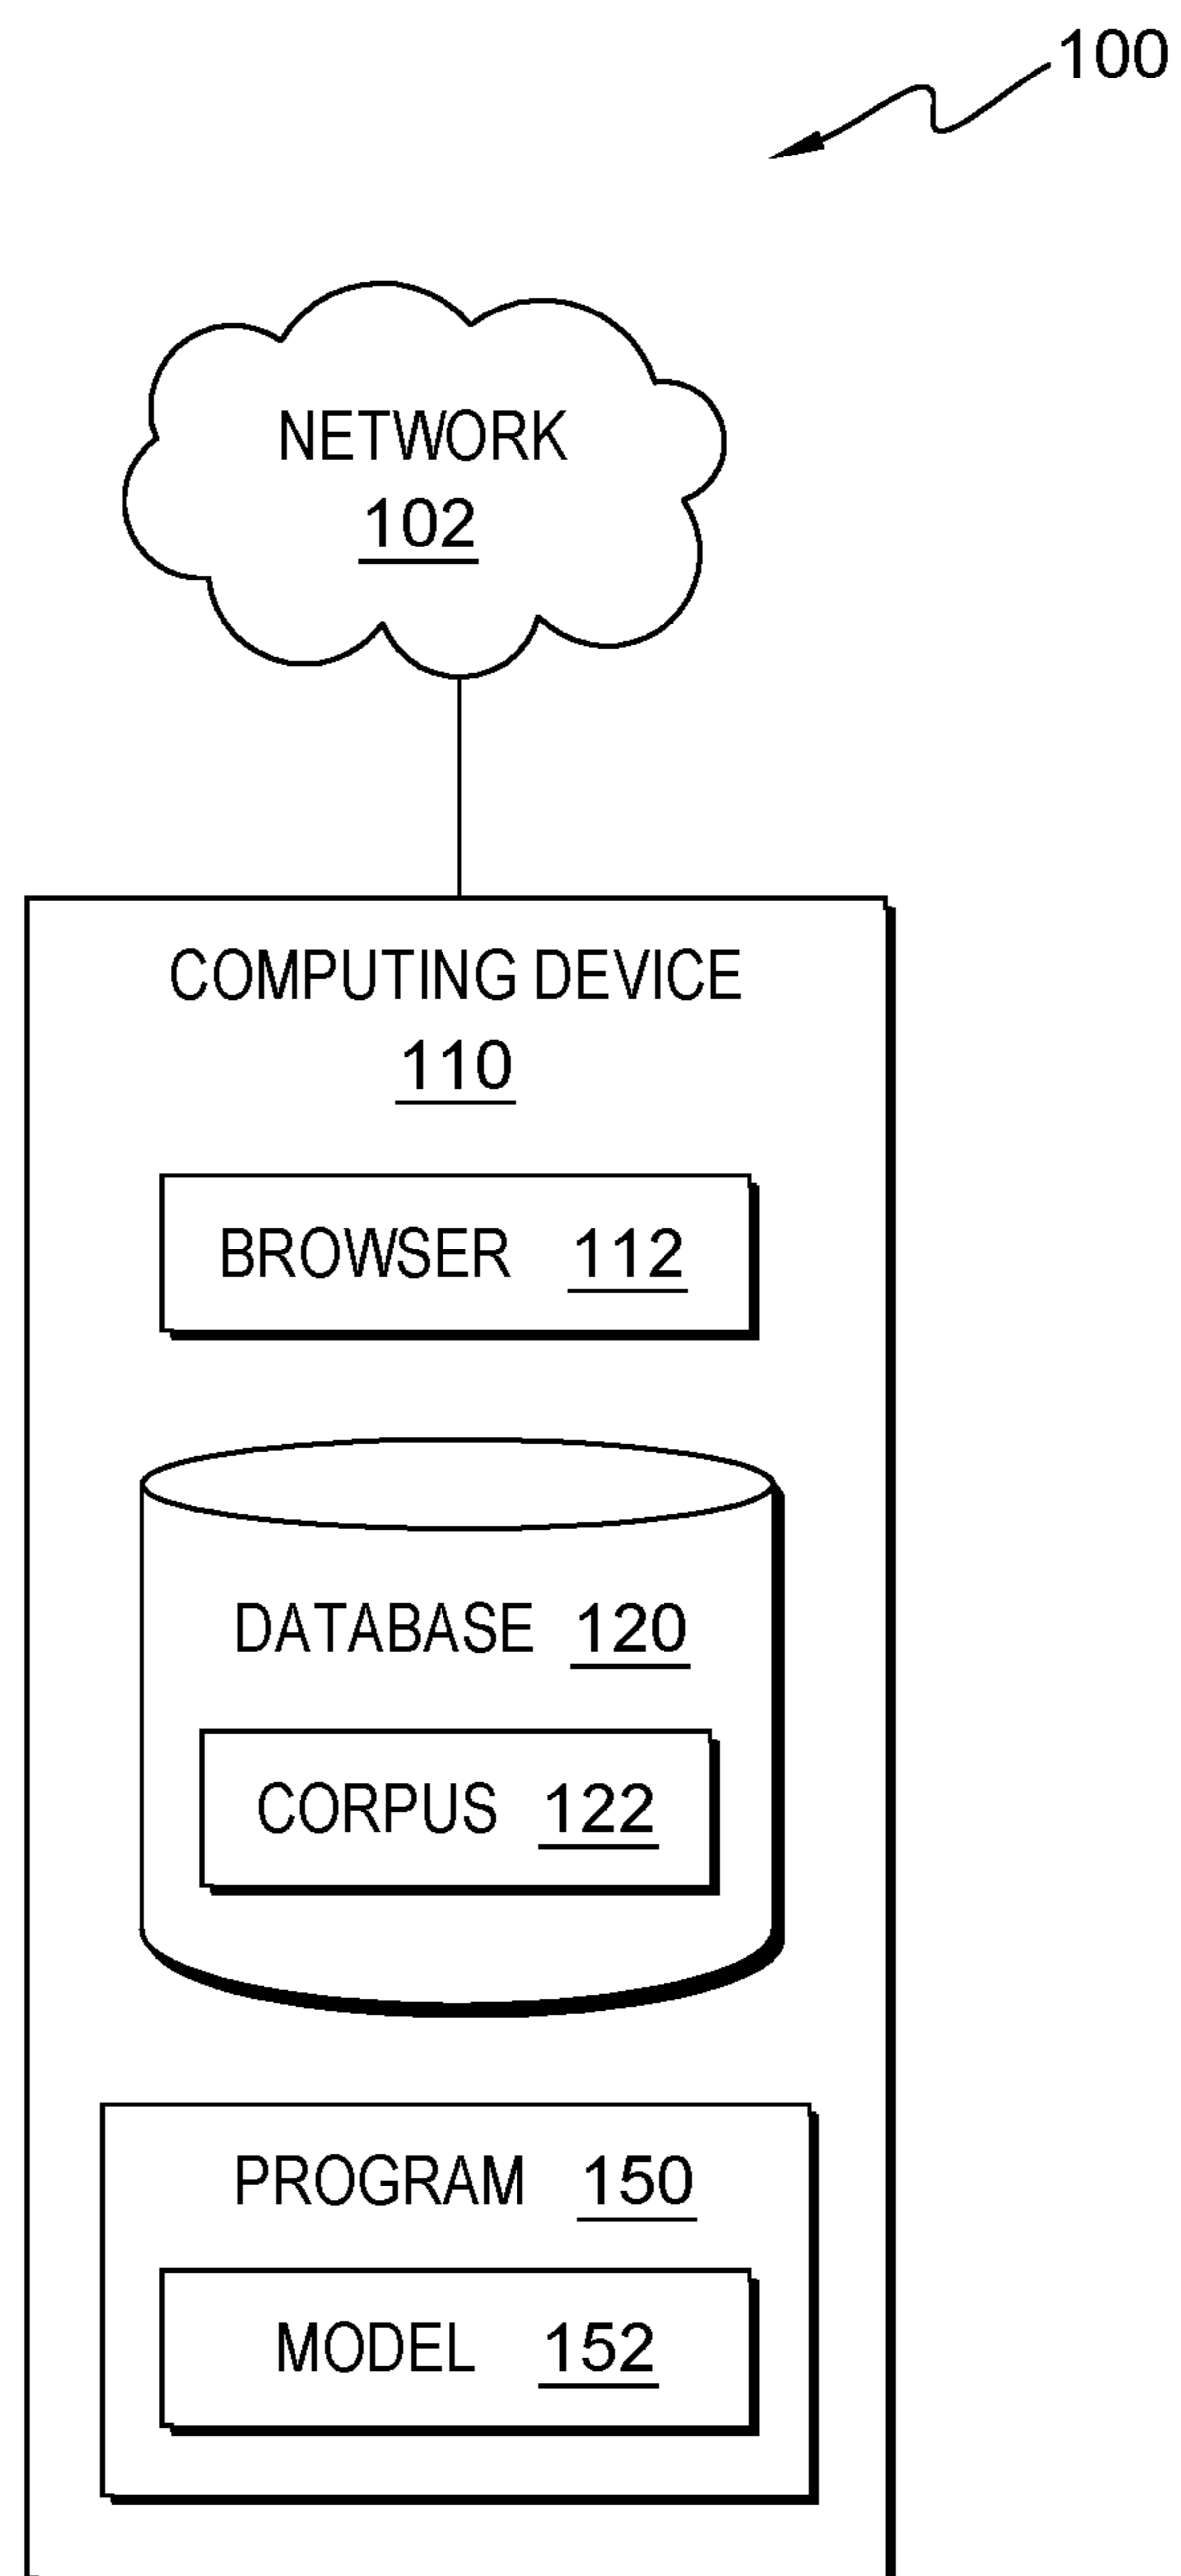 100
NETWORK
102
COMPUTING DEVICE
110
BROWSER 112
DATABASE 120
CORPUS 122
PROGRAM 150
MODEL 152